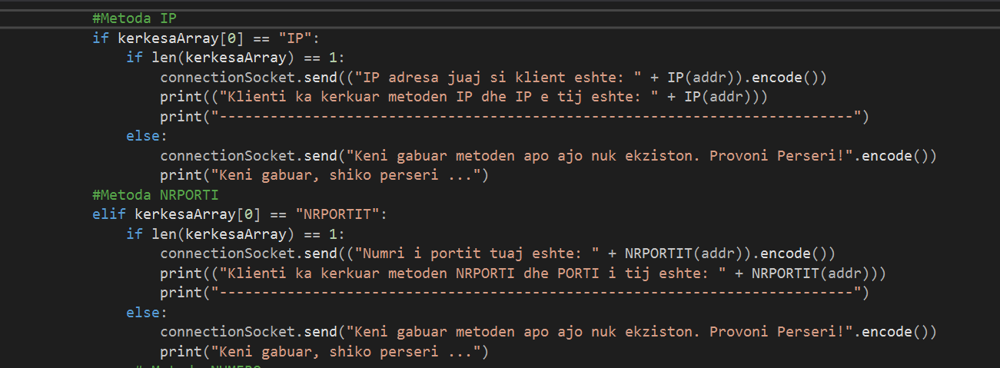 #Metoda IP
if kerkesaArray[0] == "IP":
if len(kerkesaArray) == 1:
connectionSocket.send(("IP adresa juaj si klient eshte: " + IP(addr)).encode())
print(("Klienti ka kerkuar metoden IP dhe IP e tij eshte: " + IP(addr)))
print("---------------------------------------------------------------------------")
else:
connectionSocket.send("Keni gabuar metoden apo ajo nuk ekziston. Provoni Perseri!".encode())
print("Keni gabuar, shiko perseri ...")
#Metoda NRPORTI
elif kerkesaArray[0] == "NRPORTIT":
if len(kerkesaArray) == 1:
connectionSocket.send(("Numri i portit tuaj eshte: " + NRPORTIT(addr)).encode())
print(("Klienti ka kerkuar metoden NRPORTI dhe PORTI i tij eshte: " + NRPORTIT(addr)))
print("---------------------------------------------------------------------------")
else:
connectionSocket.send("Keni gabuar metoden apo ajo nuk ekziston. Provoni Perseri!".encode())
print("Keni gabuar, shiko perseri ...")